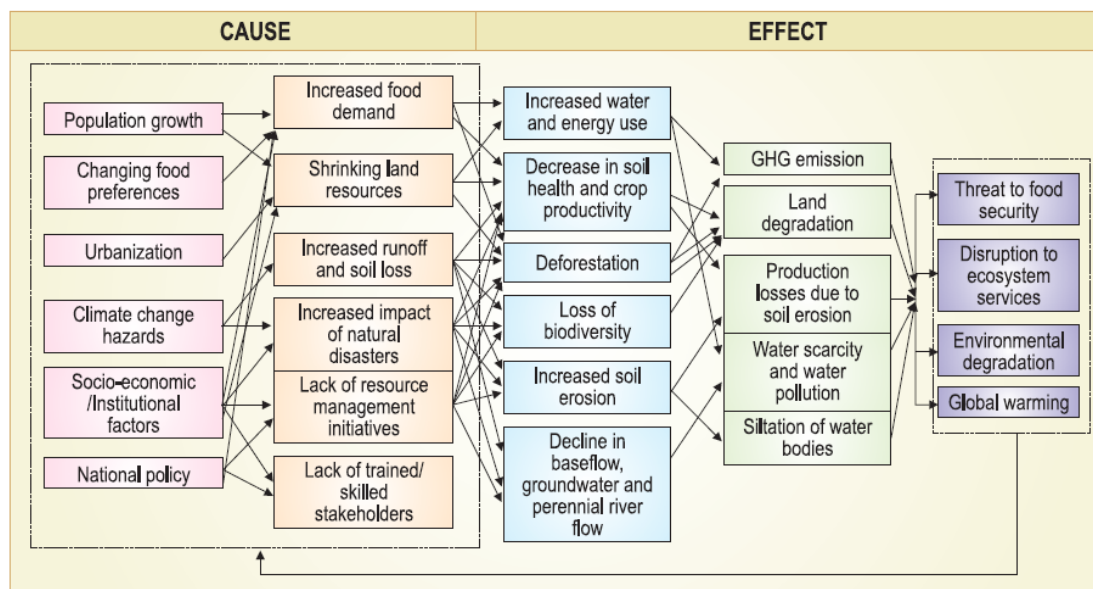 CAUSE
EFFECT
Population growth
Changing food
preferences
Urbanization
Climate change
hazards
Socio-economic
/Institutional
factors
National policy
Increased food
demand
Shrinking land
resources
Increased runoff
and soil loss
Increased impact
of natural
disasters
Lack of resource
management
initiatives
Lack of trained/
skilled
stakeholders
Increased water
and energy use
Decrease in soil
health and crop
productivity
Deforestation
Loss of
biodiversity
Increased soil
erosion
Decline in
baseflow,
groundwater and
perennial river
flow
GHG emission
Land
degradation
Production
losses due to
soil erosion
Water scarcity
and water
pollution
Siltation of water
bodies
Threat to food
security
Disruption to
ecosystem
services
Environmental
degradation
Global warming